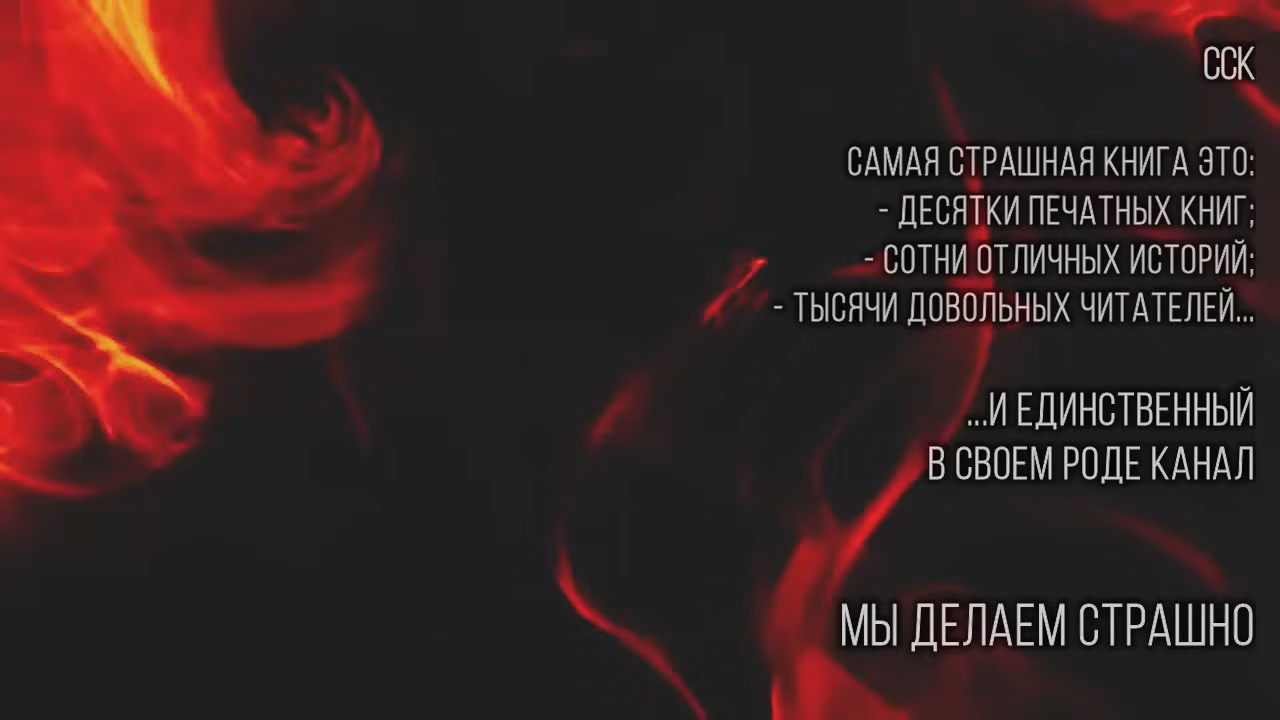 ССК
САМАЯ СТРАШНАЯ КНИГА ЭТО:
- ДЕСЯТКИ ПЕЧАТНЫХ КНИГ;
- СОТНИ ОТЛИЧНЫХ ИСТОРИЙ;
- ТЫСЯЧИ ДОВОЛЬНЫХ ЧИТАТЕЛЕЙ...
...И ЕДИНСТВЕННЫЙ
В СВОЕМ РОДЕ КАНАЛ
МЫ ДЕЛАЕМ СТРАШНО